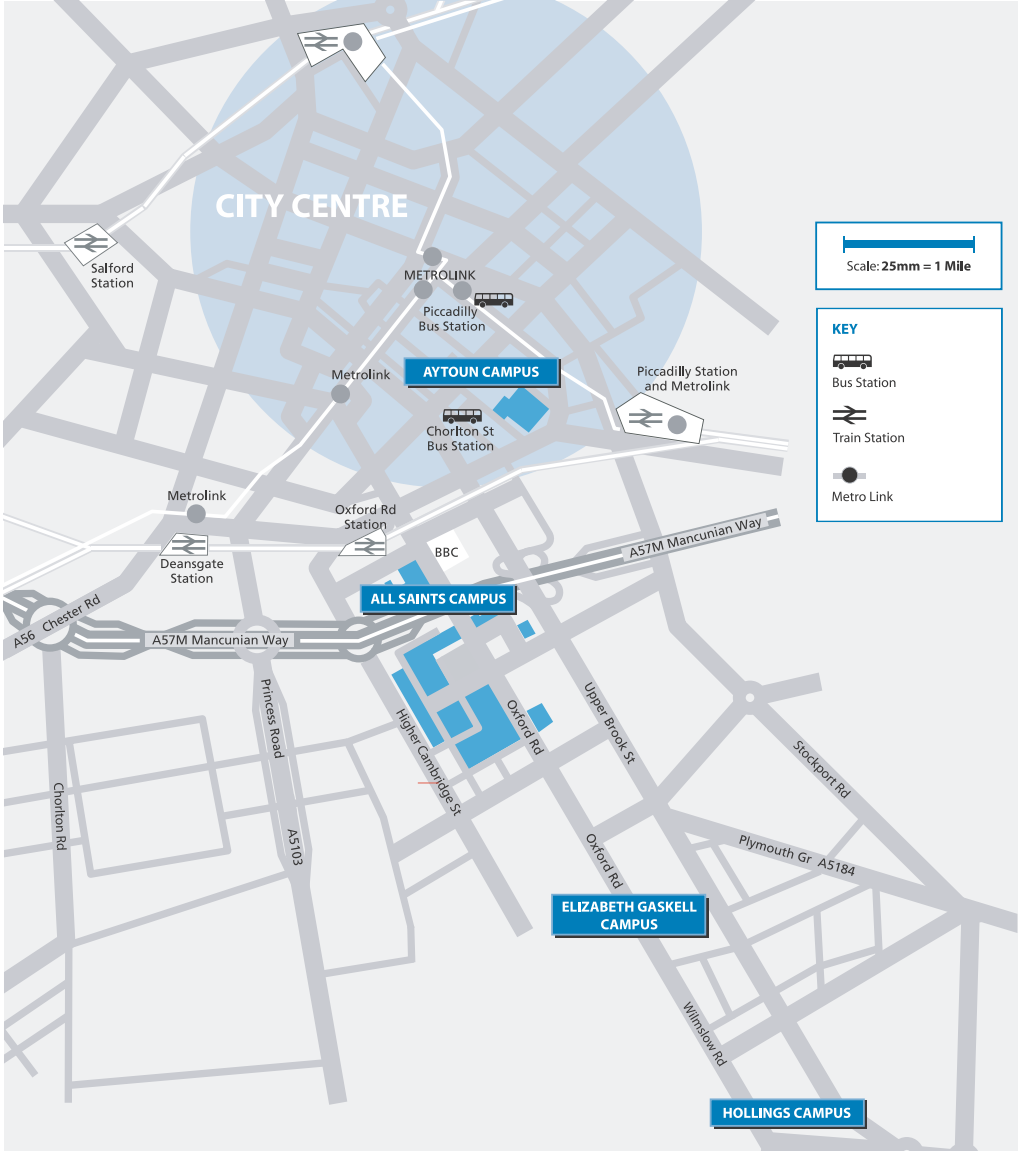 CITY CENTRE
Salford
Station
METROLINK
Piccadilly
Bus Station
Metrolink
AYTOUN CAMPUS
Piccadilly Station
and Metrolink
Chorlton St
Bus Station
Scale: 25mm = 1 Mile
KEY
Bus Station
Train Station
Metro Link
Metrolink
Oxford Rd
Station
Deansgate
Station
BBC
A57M Mancunian Way
ALL SAINTS CAMPUS
A56 Chester Rd
A57M Mancunian Way
Princess Road
A5103
Higher Cambridge St
Oxford Rd
Upper Brook St
Stockport Rd
Chorlton Rd
Plymouth Gr A5184
Oxford Rd
ELIZABETH GASKELL
CAMPUS
Wilmslow Rd
HOLLINGS CAMPUS